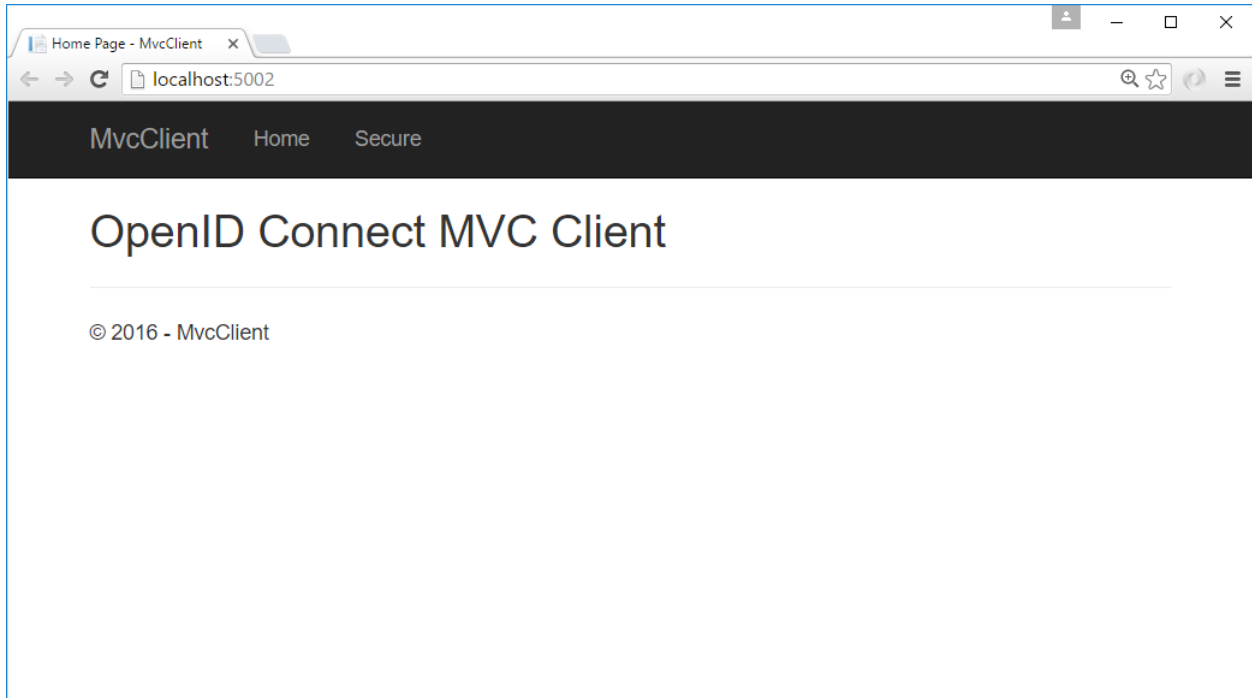 Home Page - MvcClient
localhost:5002
MvcClient Home Secure
OpenID Connect MVC Client
© 2016 - MvcClient